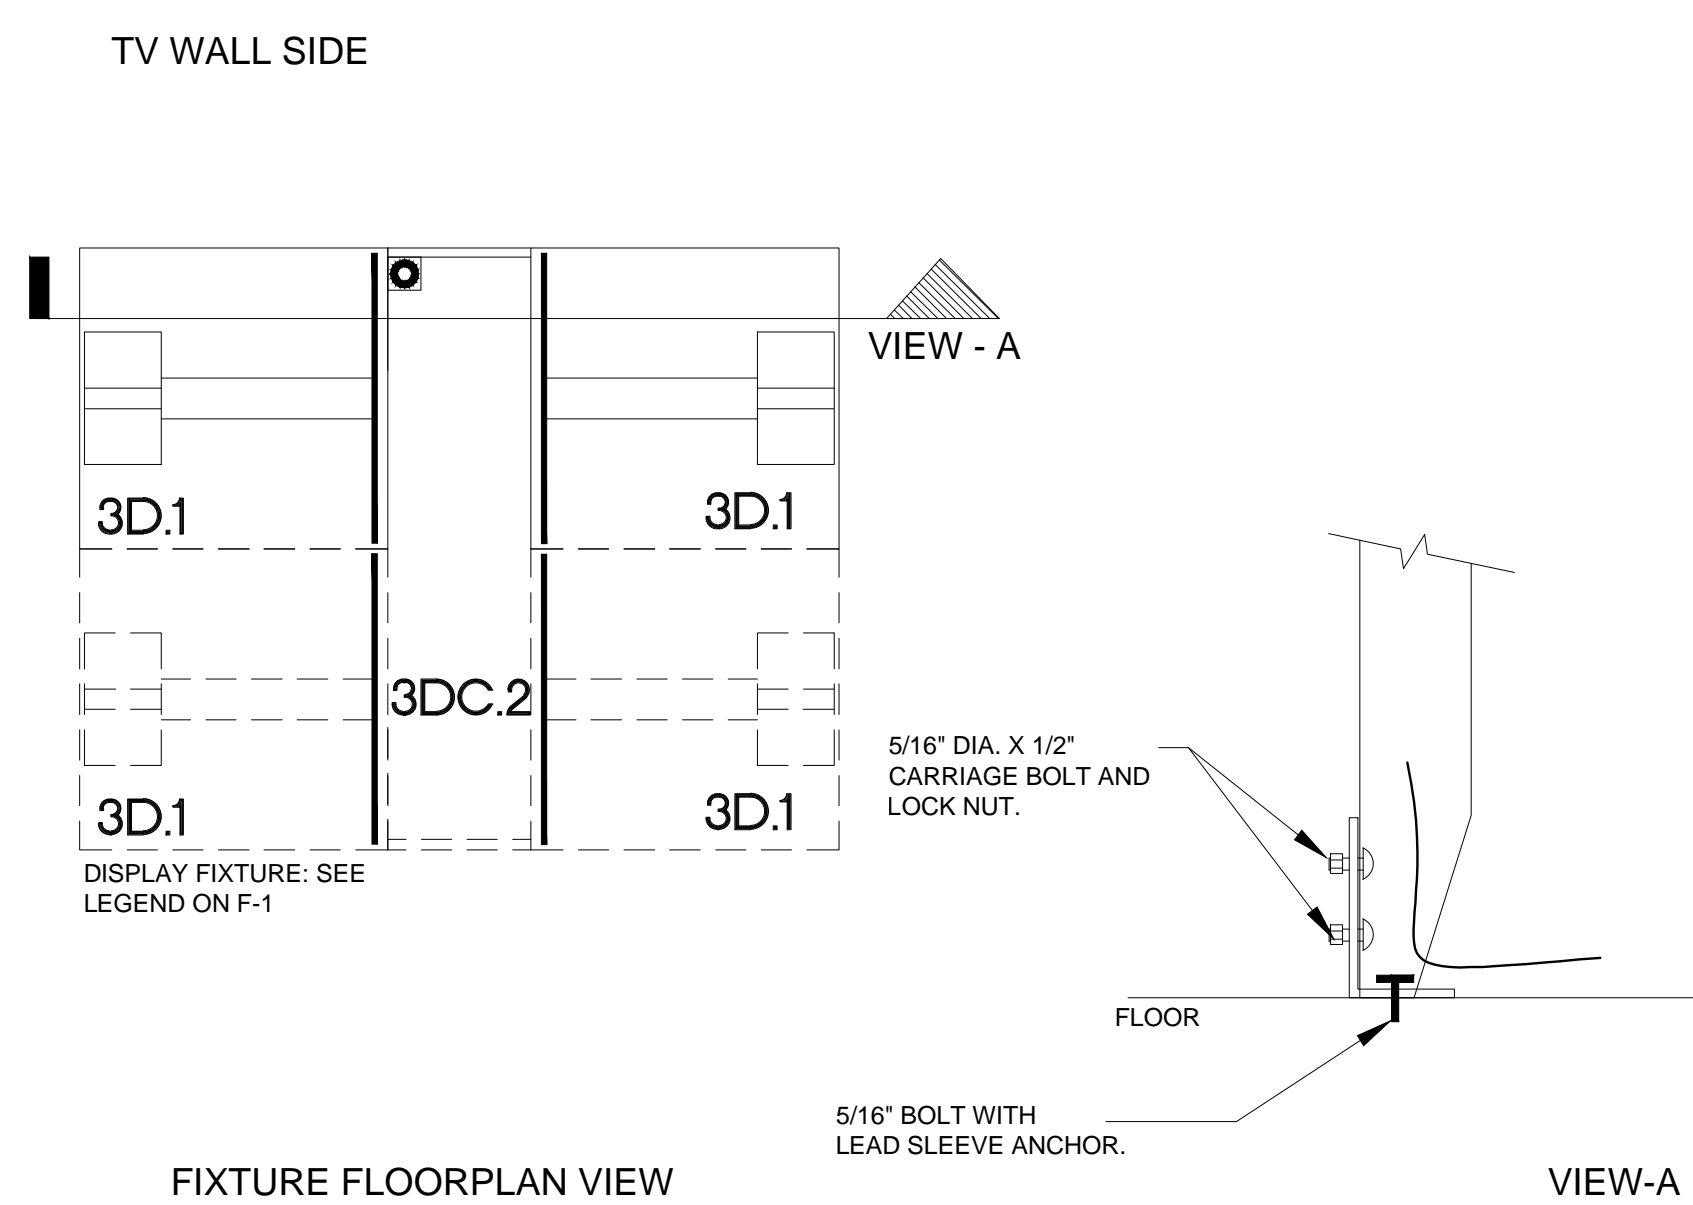 TV WALL SIDE
VIEW - A
3D.1
3D.1
3DC.2
3D.1
3D.1
DISPLAY FIXTURE: SEE
LEGEND ON F-1
5/16" DIA. X 1/2"
CARRIAGE BOLT AND
LOCK NUT.
FLOOR
5/16" BOLT WITH
LEAD SLEEVE ANCHOR.
FIXTURE FLOORPLAN VIEW
VIEW-A